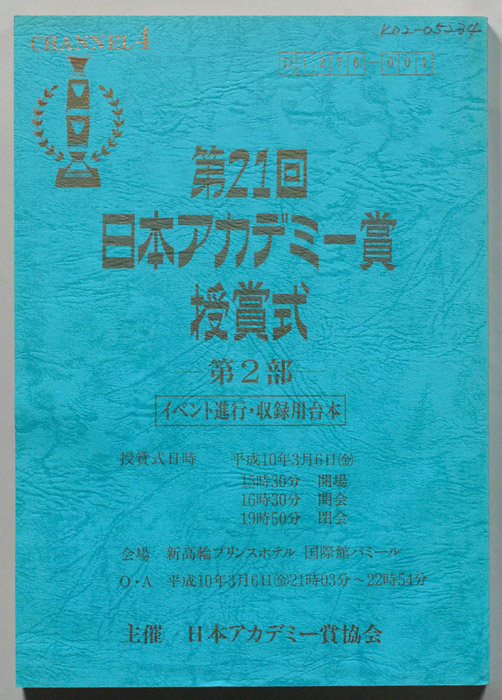 K02-05234
CHANNEL 4
第21回
日本アカデミー賞
授賞式
第2部
イベント進行・収録用台本
授賞式日時 平成10年3月6日㈮
15時30分 開場
16時30分 開会
19時50分 閉会
会場 新高輪プリンスホテル 国際館パミール
O・A 平成10年3月6日㈮21時03分~22時54分
主催 日本アカデミー賞協会